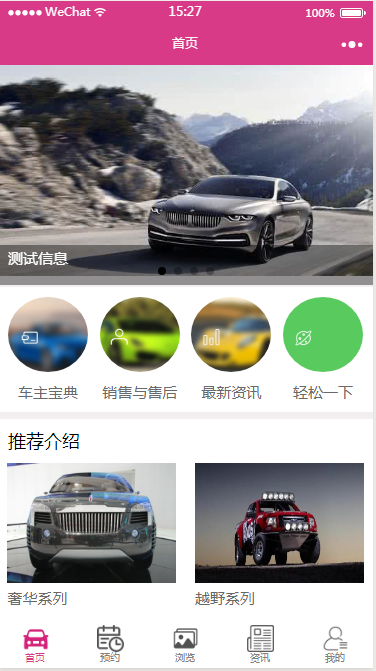 WeChat 15:27 100%
首页
测试信息
车主宝典 销售与售后 最新资讯 轻松一下
推荐介绍
奢华系列 越野系列
首页 预约 浏览 资讯 我的